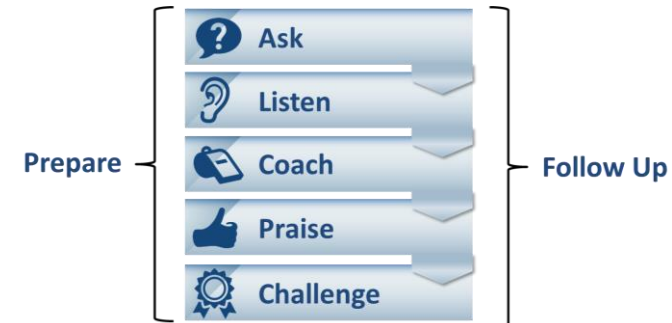 Ask
Listen
Coach
Praise
Challenge
Prepare
Follow Up